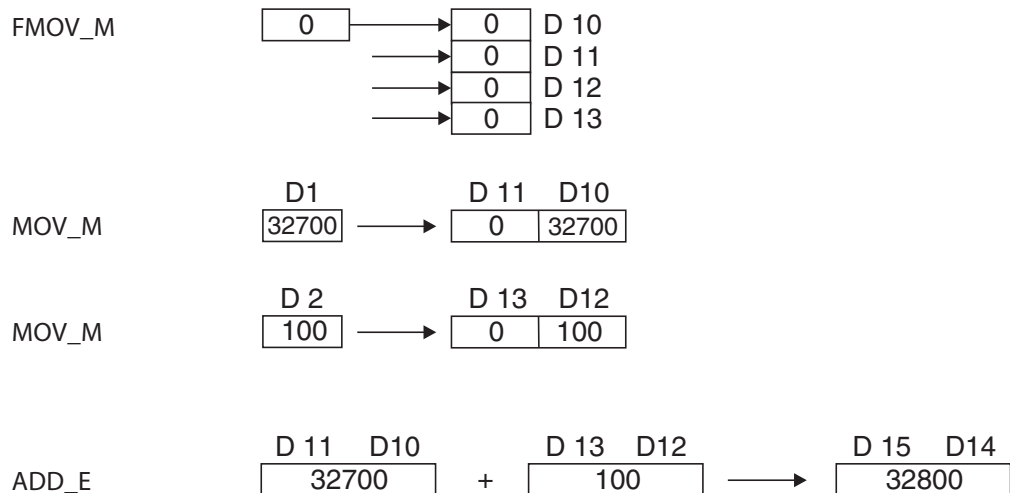 FMOV_M 0 0 D 10
0 D 11
0 D 12
0 D 13
D1 D 11 D10
MOV_M 32700 0 32700
D 2 D 13 D12
MOV_M 100 0 100
D 11 D10 D 13 D12 D 15 D14
ADD_E 32700 + 100 32800